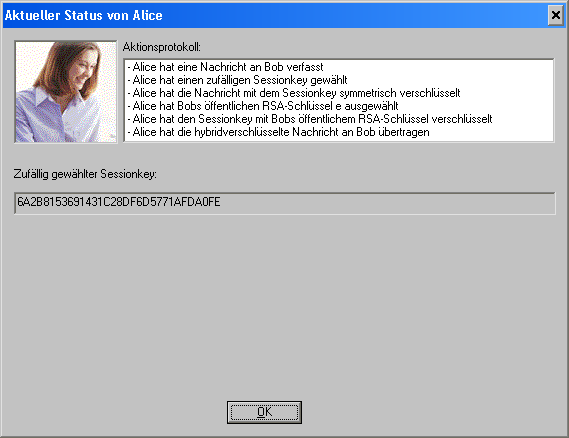 Aktueller Status von Alice
Aktionsprotokoll:
- Alice hat eine Nachricht an Bob verfasst
- Alice hat einen zufälligen Sessionkey gewählt
- Alice hat die Nachricht mit dem Sessionkey symmetrisch verschlüsselt
- Alice hat Bobs öffentlichen RSA-Schlüssel e ausgewählt
- Alice hat den Sessionkey mit Bobs öffentlichem RSA-Schlüssel verschlüsselt
- Alice hat die hybridverschlüsselte Nachricht an Bob übertragen
Zufällig gewählter Sessionkey:
6A2B8153691431C28DF6D5771AFDA0FE
OK